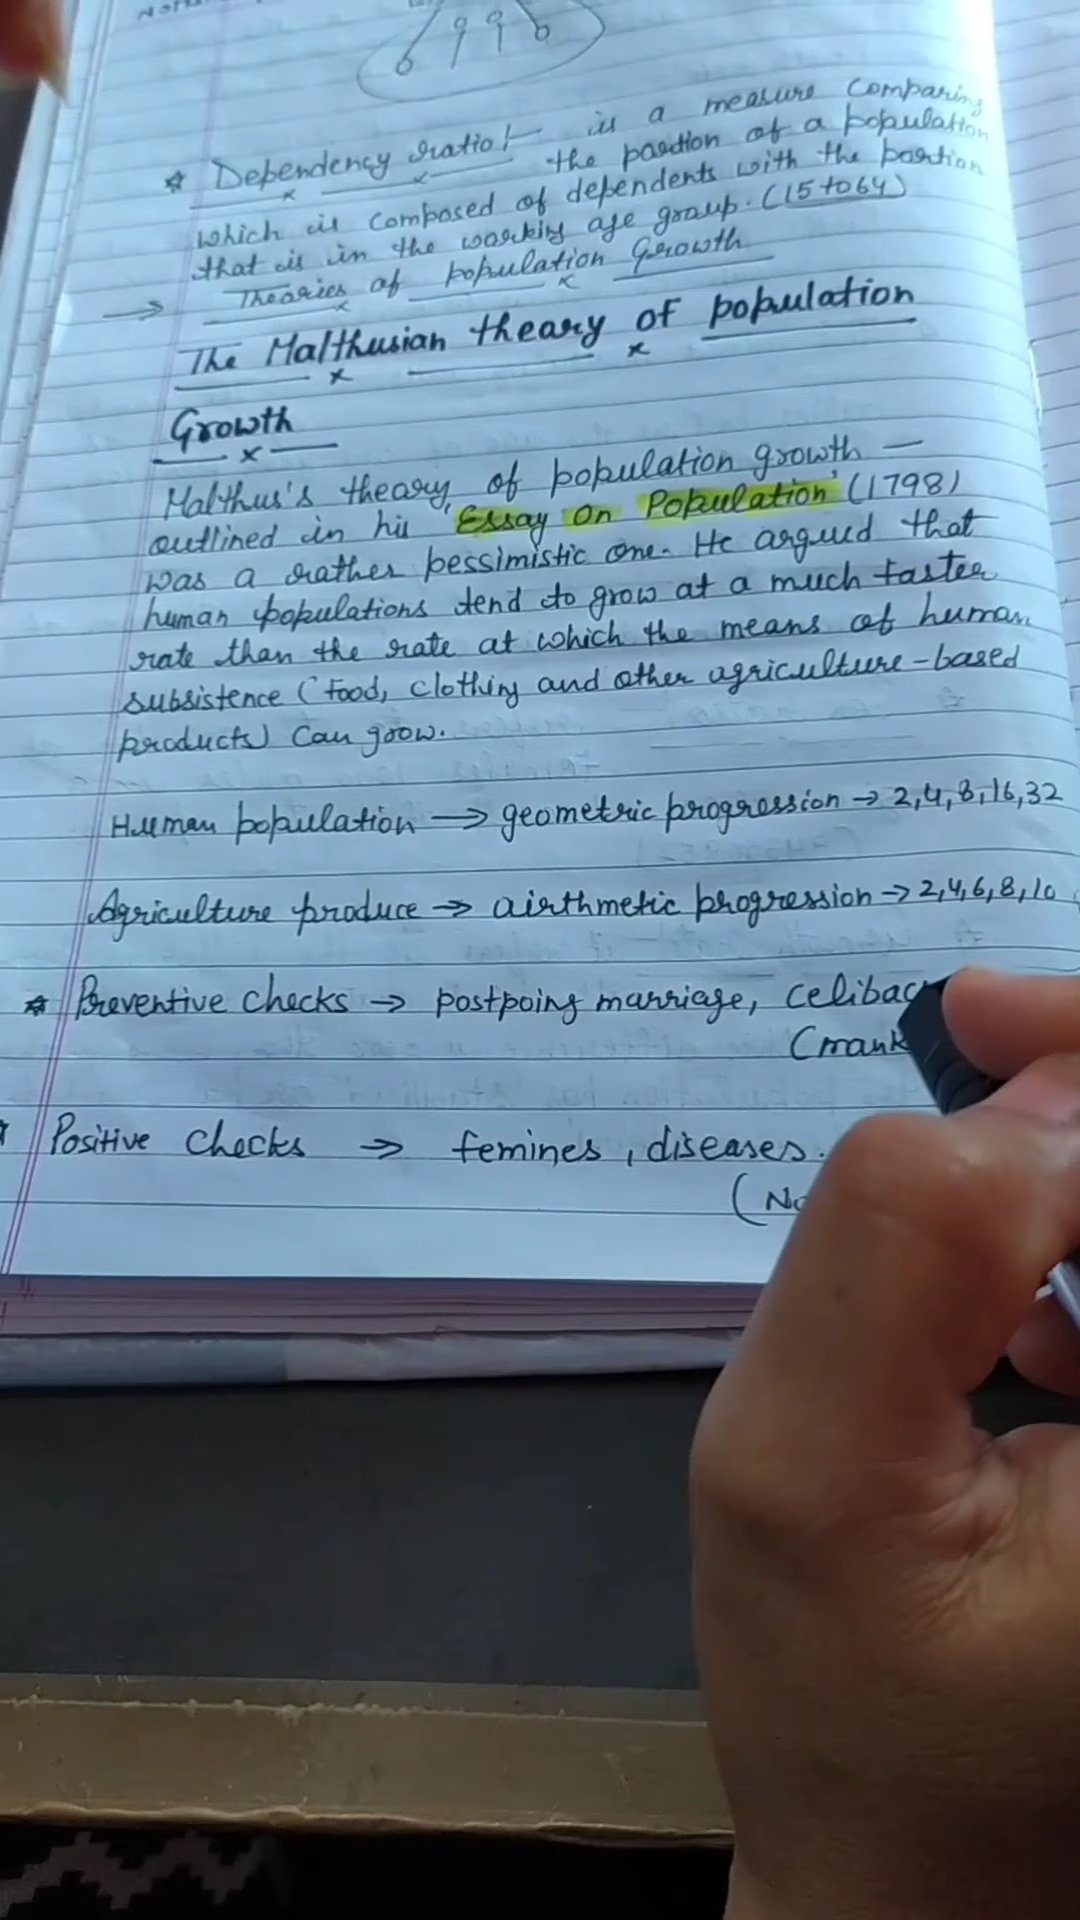 6996
* Dependency ratio :- is a measure comparing
the portion of a population
which is composed of dependents with the portion
that is in the working age group. (15 to 64)
→ Theories of population Growth
The Malthusian theory of population
Growth
Malthus's theory of population growth —
outlined in his 'Essay On Population' (1798)
was a rather pessimistic one. He argued that
human populations tend to grow at a much faster
rate than the rate at which the means of human
subsistence (food, clothing and other agriculture-based
products) can grow.
Human population → geometric progression → 2,4,8,16,32
Agriculture produce → airthmetic progression → 2,4,6,8,10
* Preventive checks → postpoing marriage, celibac
(mank
* Positive checks → femines, diseases.
(Na